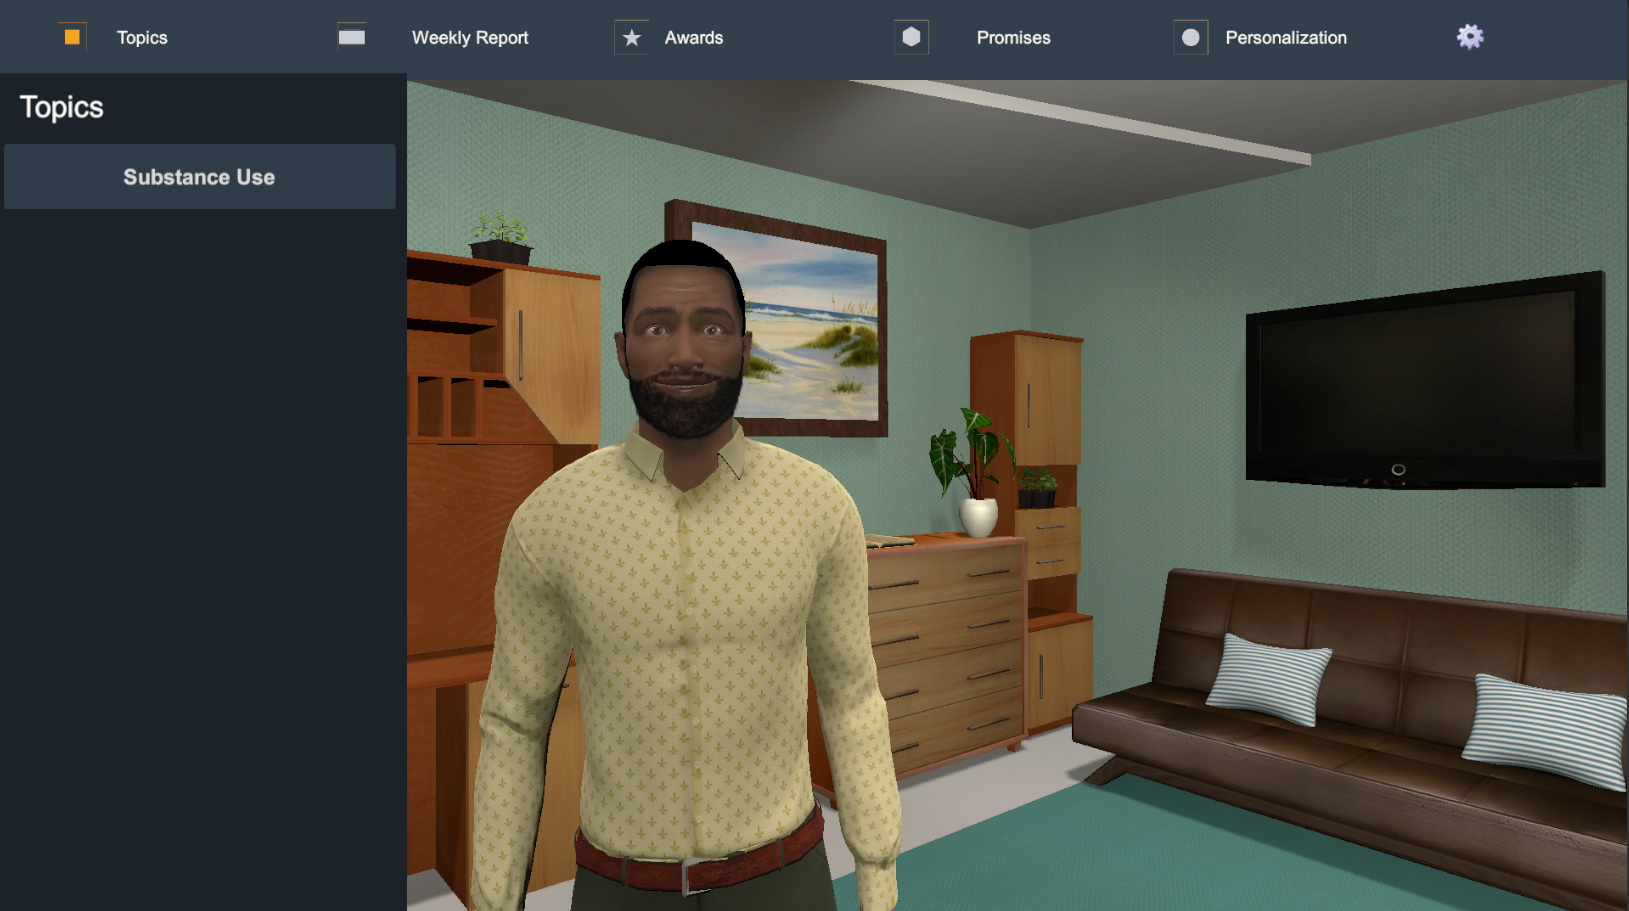 Topics
Weekly Report
Awards
Promises
Personalization
Topics
Substance Use